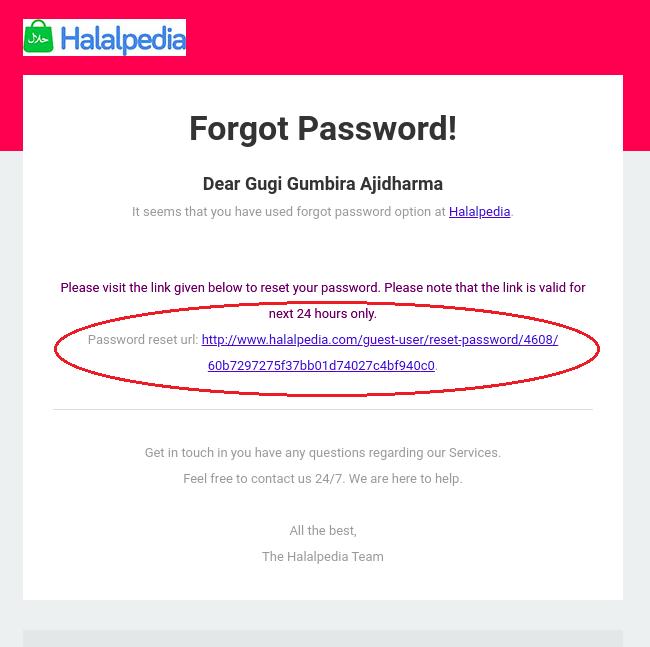 حلال Halalpedia
Forgot Password!
Dear Gugi Gumbira Ajidharma
It seems that you have used forgot password option at Halalpedia.
Please visit the link given below to reset your password. Please note that the link is valid for
next 24 hours only.
Password reset url: http://www.halalpedia.com/guest-user/reset-password/4608/
60b7297275f37bb01d74027c4bf940c0.
Get in touch in you have any questions regarding our Services.
Feel free to contact us 24/7. We are here to help.
All the best,
The Halalpedia Team